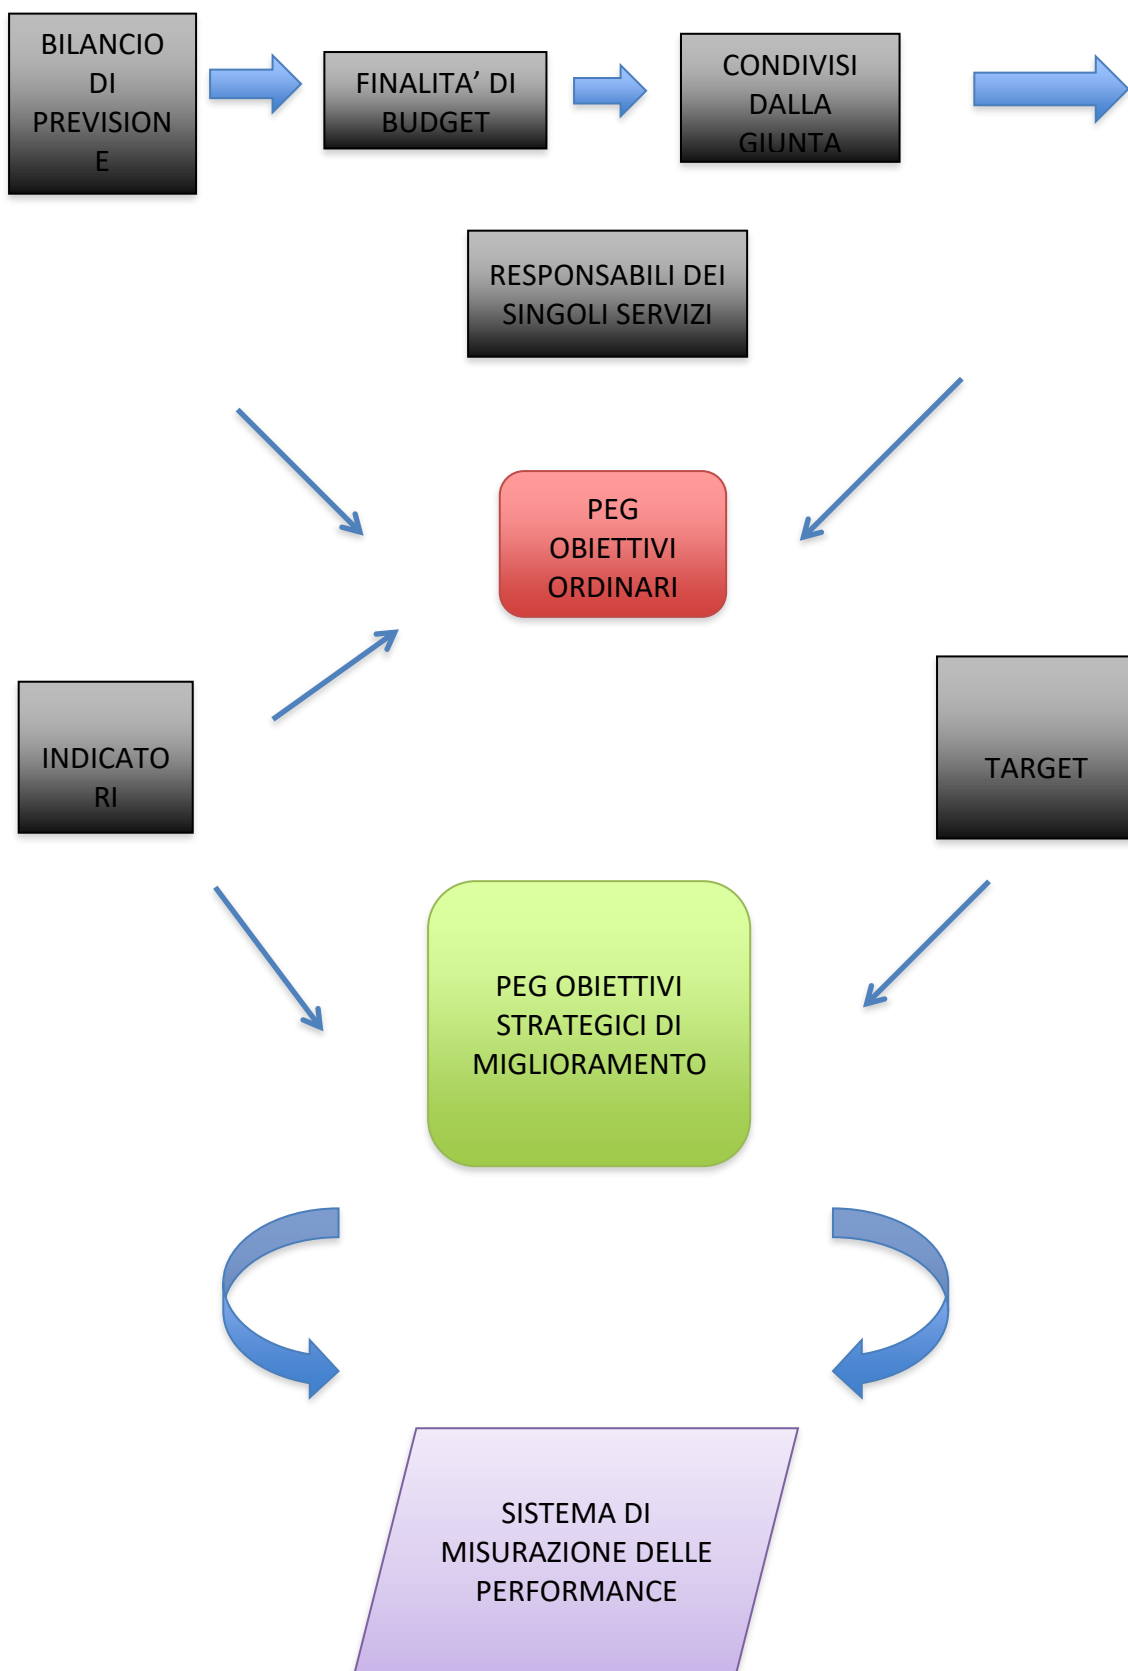 BILANCIO
DI
PREVISION
E
FINALITA’ DI
BUDGET
CONDIVISI
DALLA
GIUNTA
RESPONSABILI DEI
SINGOLI SERVIZI
PEG
OBIETTIVI
ORDINARI
INDICATO
RI
TARGET
PEG OBIETTIVI
STRATEGICI DI
MIGLIORAMENTO
SISTEMA DI
MISURAZIONE DELLE
PERFORMANCE